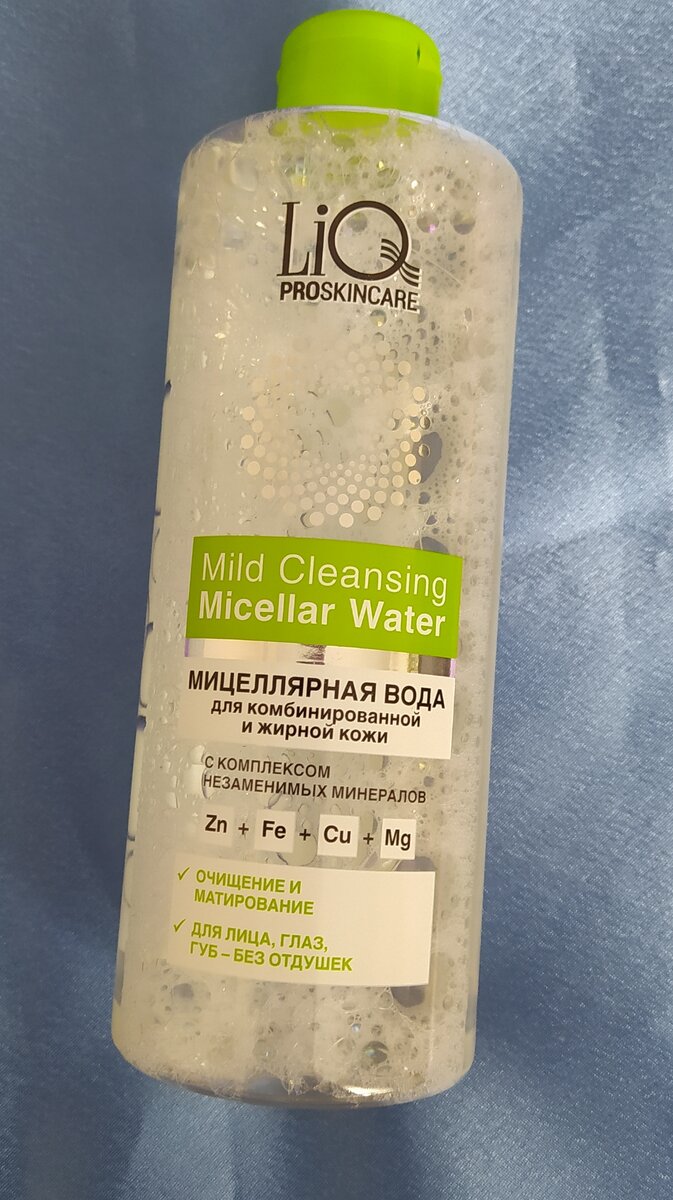 LiQ
PROSKINCARE
Mild Cleansing
Micellar Water
МИЦЕЛЛЯРНАЯ ВОДА
для комбинированной
и жирной кожи
С КОМПЛЕКСОМ
НЕЗАМЕНИМЫХ МИНЕРАЛОВ
Zn + Fe + Cu + Mg
✓ ОЧИЩЕНИЕ И
МАТИРОВАНИЕ
✓ ДЛЯ ЛИЦА, ГЛАЗ,
ГУБ – БЕЗ ОТДУШЕК